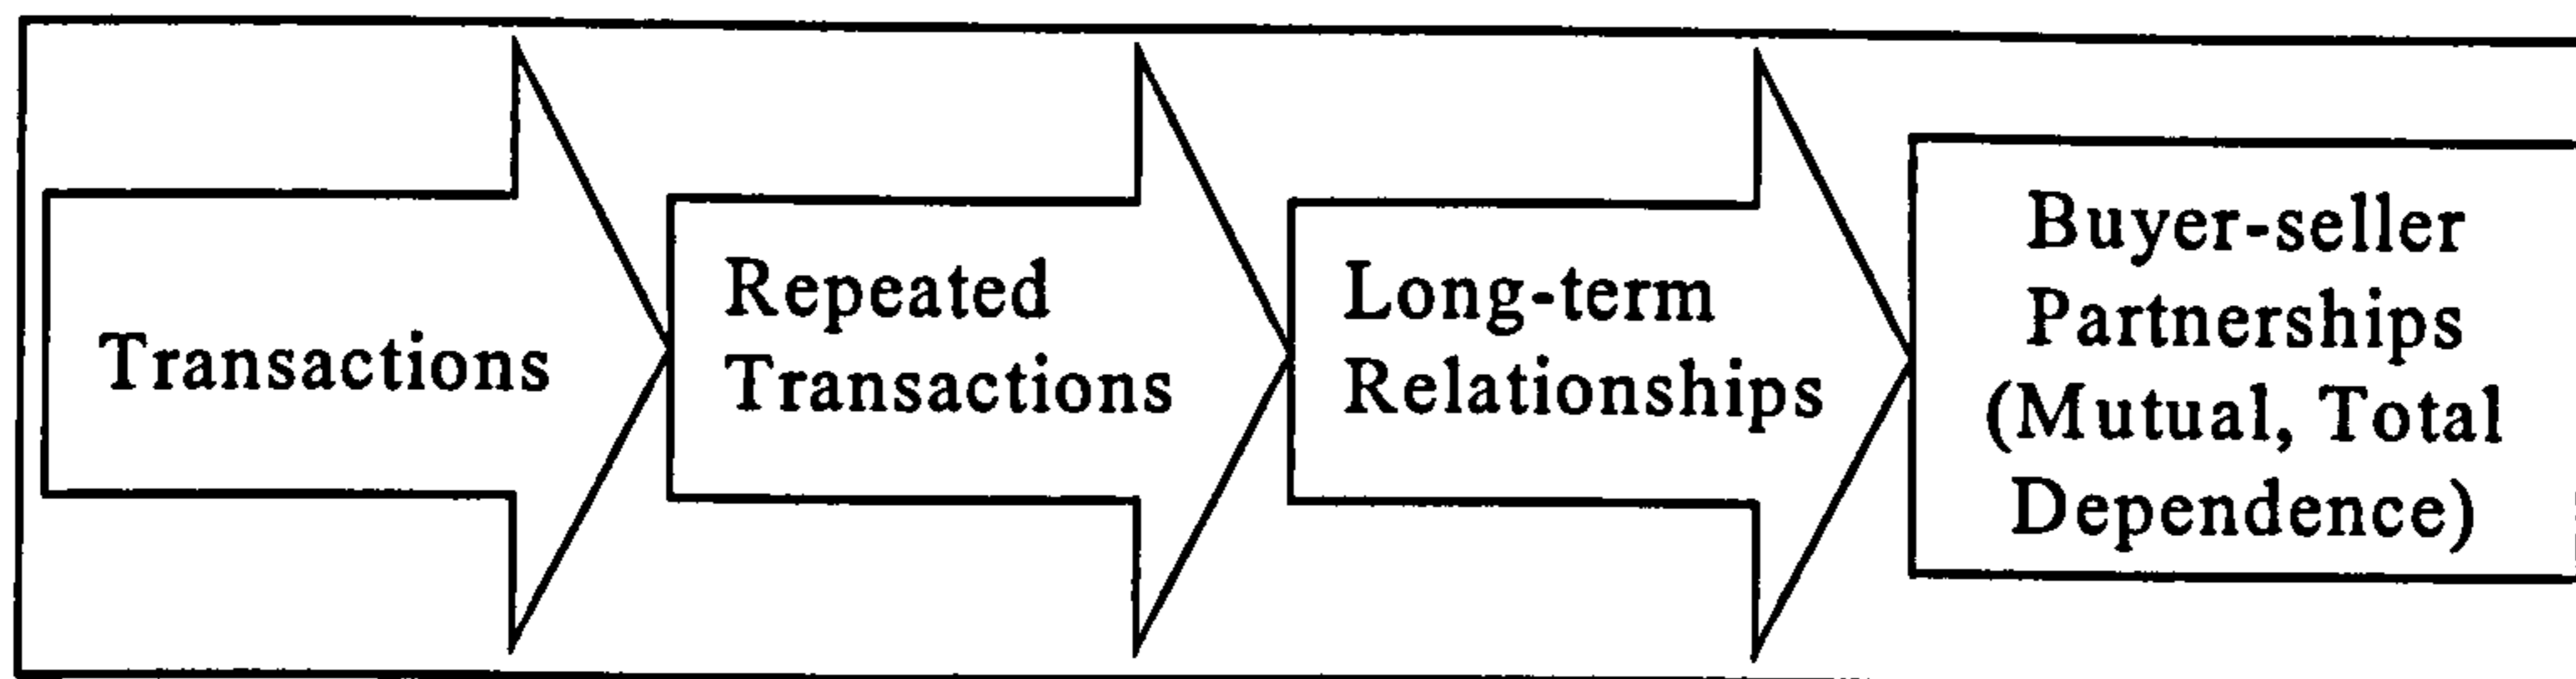 Transactions
Repeated
Transactions
Long-term
Relationships
Buyer-seller
Partnerships
(Mutual, Total
Dependence)